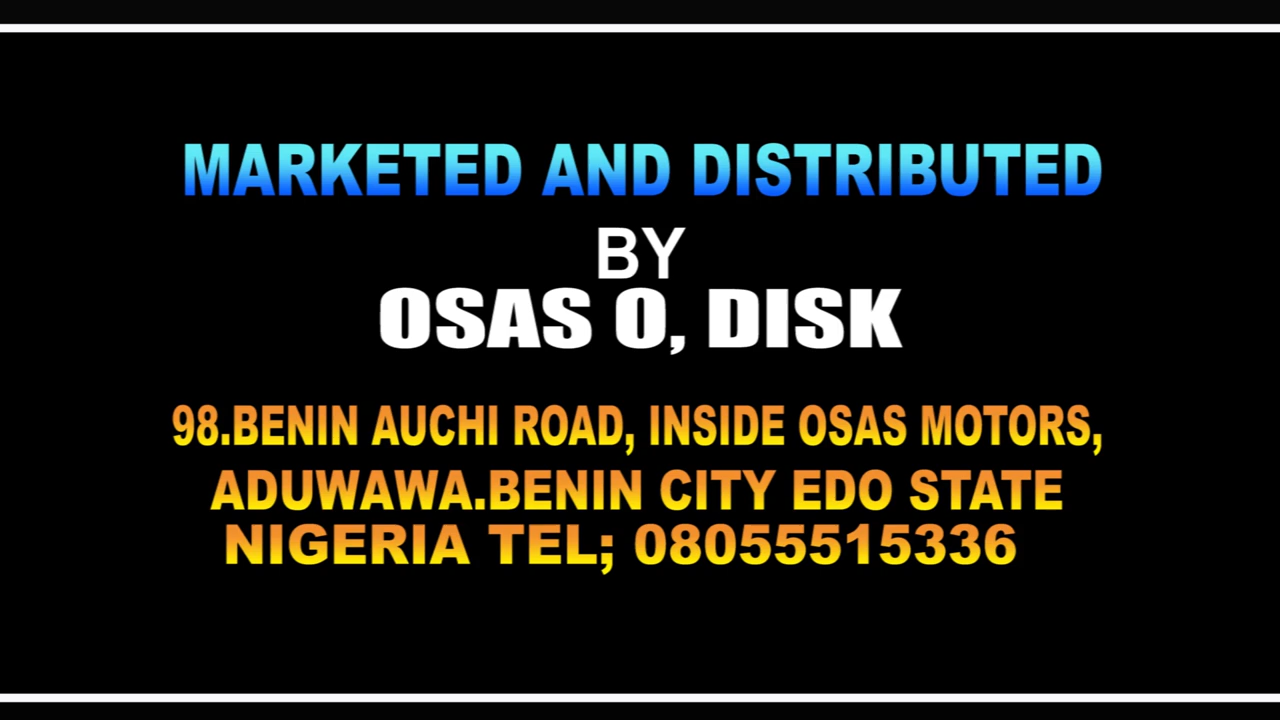 MARKETED AND DISTRIBUTED
BY
OSAS O, DISK
98.BENIN AUCHI ROAD, INSIDE OSAS MOTORS,
ADUWAWA.BENIN CITY EDO STATE
NIGERIA TEL; 08055515336